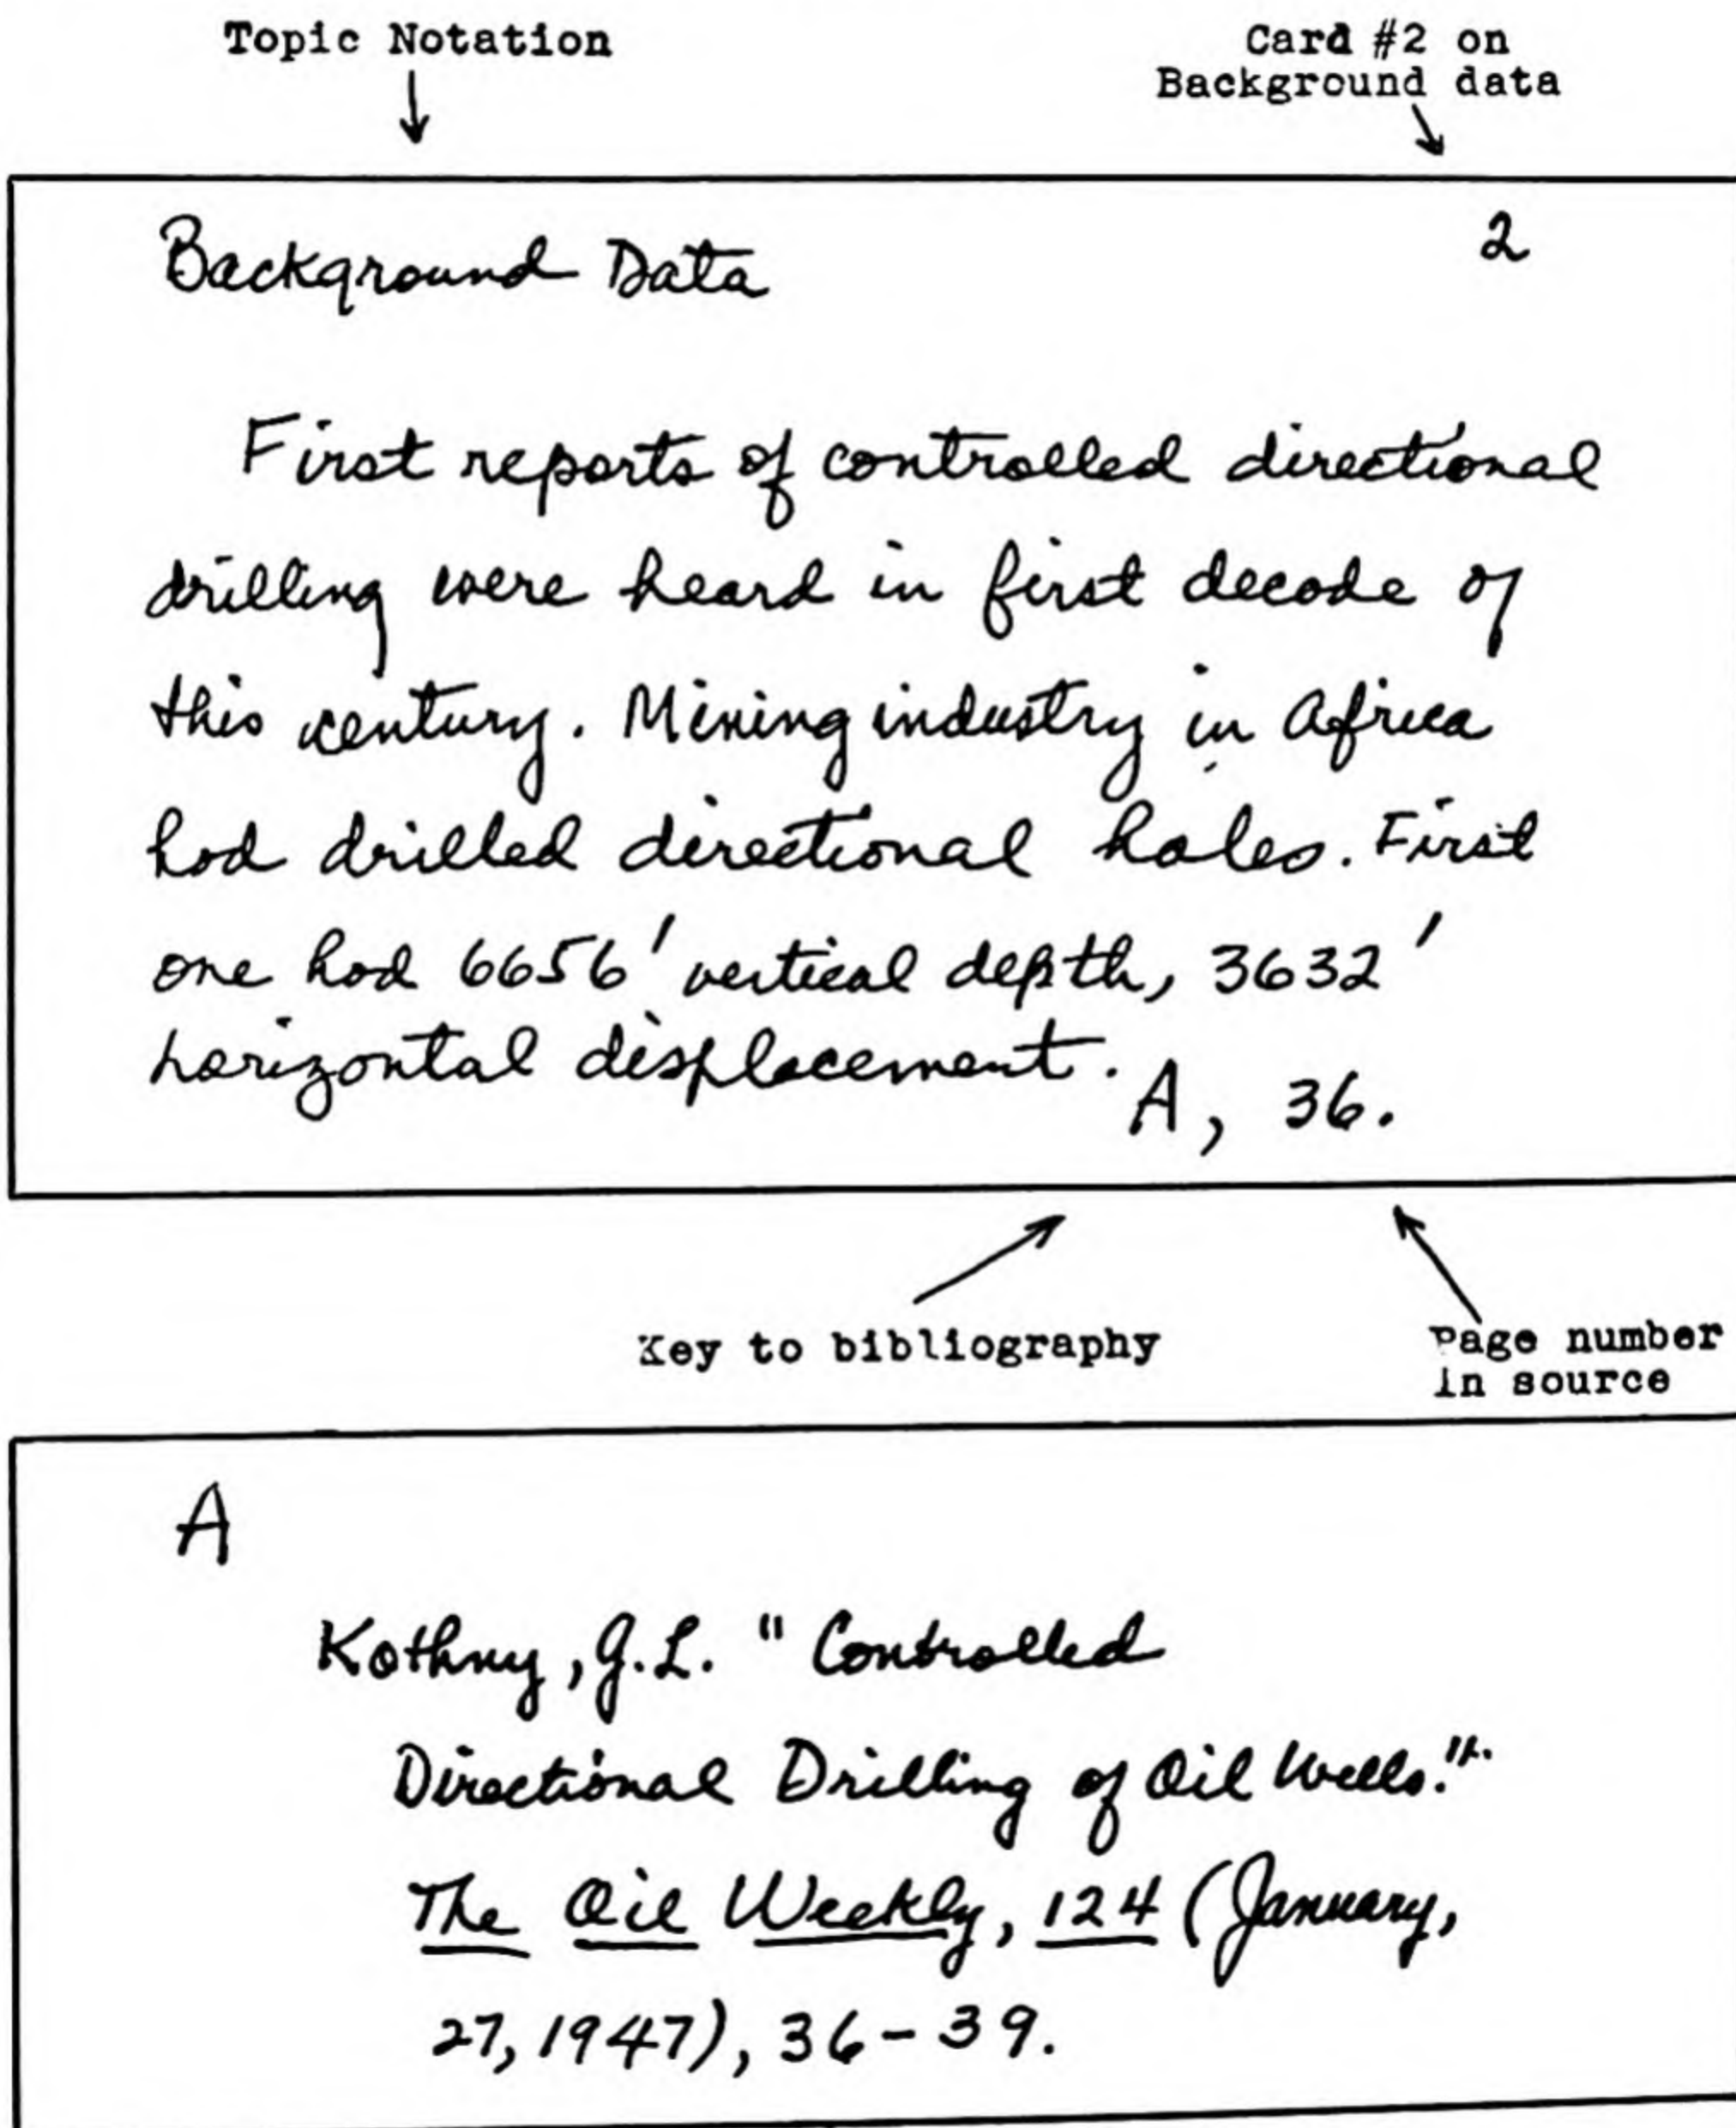 Topic Notation
Card #2 on
Background data
Background Data
2
First reports of controlled directional
drilling were heard in first decade of
this century. Mining industry in Africa
had drilled directional holes. First
one had 6656' vertical depth, 3632'
horizontal displacement.
A, 36.
Key to bibliography
Page number
in source
A
Kothny, G.L. "Controlled
Directional Drilling of Oil Wells."
The Oil Weekly, 124 (January,
27, 1947), 36-39.